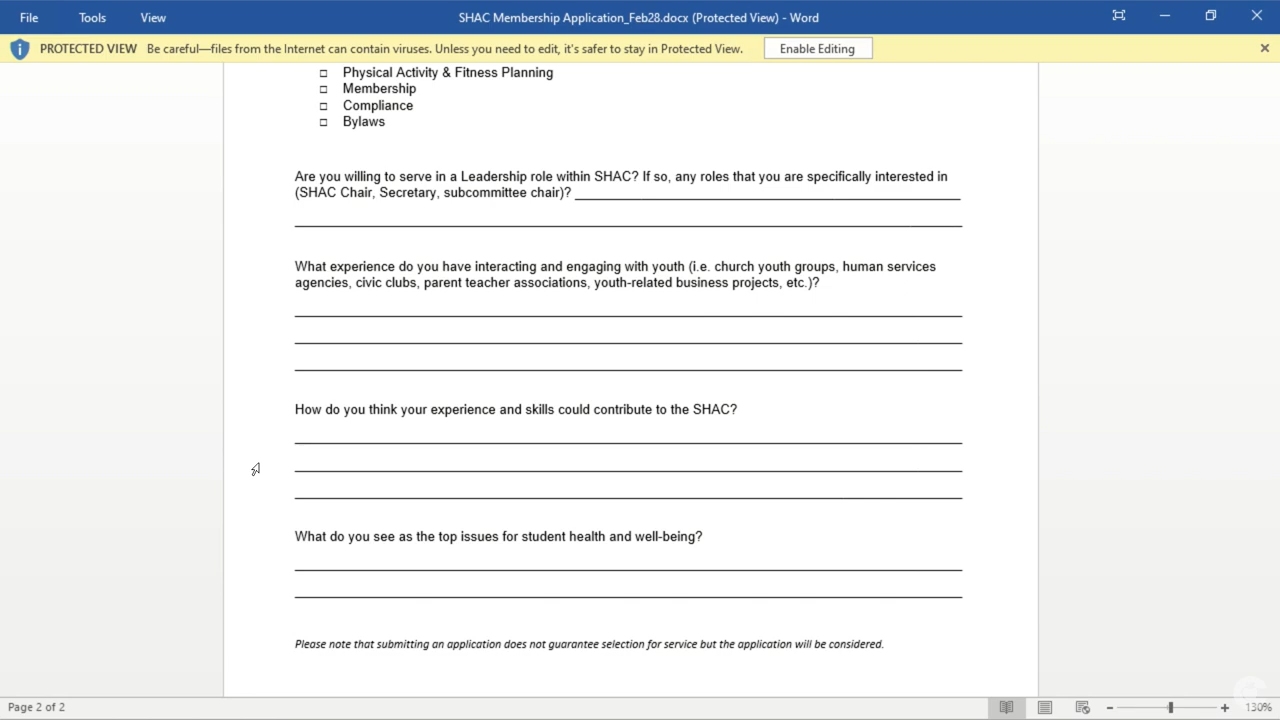 File Tools View SHAC Membership Application_Feb28.docx (Protected View) - Word
PROTECTED VIEW Be careful—files from the Internet can contain viruses. Unless you need to edit, it's safer to stay in Protected View. Enable Editing
Physical Activity & Fitness Planning
Membership
Compliance
Bylaws
Are you willing to serve in a Leadership role within SHAC? If so, any roles that you are specifically interested in
(SHAC Chair, Secretary, subcommittee chair)?
What experience do you have interacting and engaging with youth (i.e. church youth groups, human services
agencies, civic clubs, parent teacher associations, youth-related business projects, etc.)?
How do you think your experience and skills could contribute to the SHAC?
What do you see as the top issues for student health and well-being?
Please note that submitting an application does not guarantee selection for service but the application will be considered.
Page 2 of 2 130%